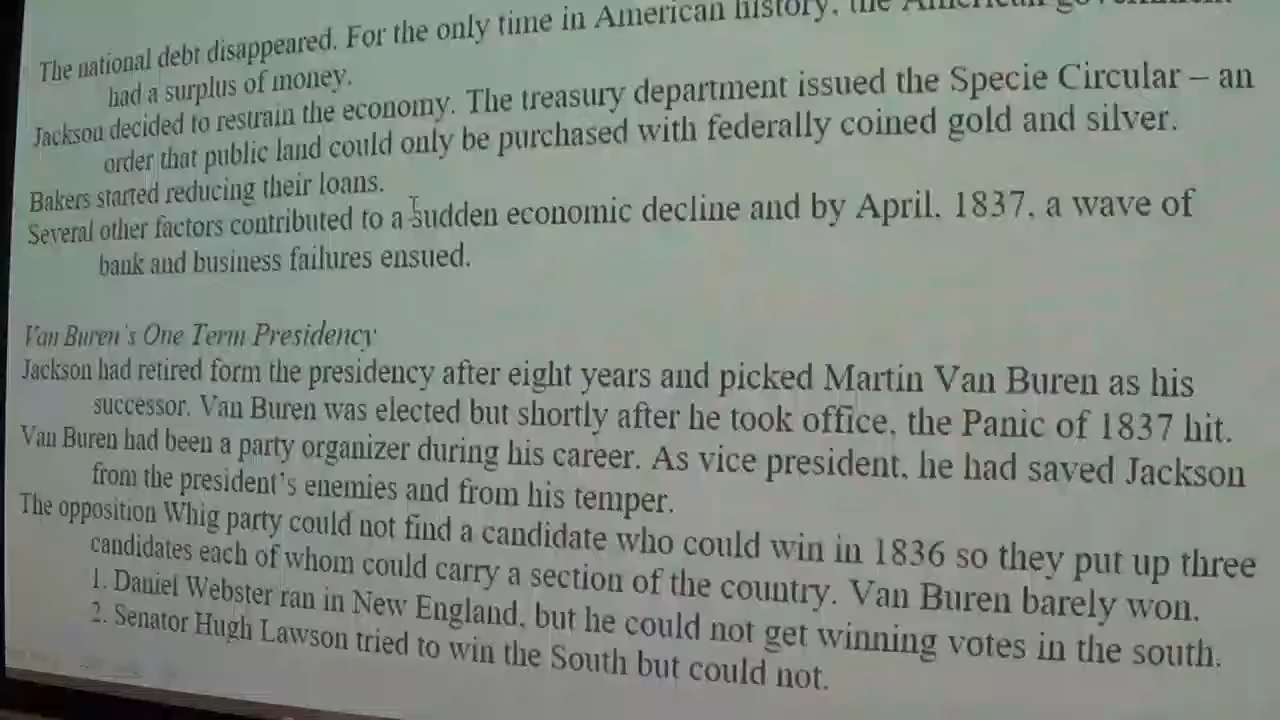 The national debt disappeared. For the only time in American history, the American government
had a surplus of money.
Jackson decided to restrain the economy. The treasury department issued the Specie Circular – an
order that public land could only be purchased with federally coined gold and silver.
Bakers started reducing their loans.
Several other factors contributed to a sudden economic decline and by April, 1837, a wave of
bank and business failures ensued.
Van Buren's One Term Presidency
Jackson had retired form the presidency after eight years and picked Martin Van Buren as his
successor. Van Buren was elected but shortly after he took office, the Panic of 1837 hit.
Van Buren had been a party organizer during his career. As vice president, he had saved Jackson
from the president's enemies and from his temper.
The opposition Whig party could not find a candidate who could win in 1836 so they put up three
candidates each of whom could carry a section of the country. Van Buren barely won.
1. Daniel Webster ran in New England, but he could not get winning votes in the south.
2. Senator Hugh Lawson tried to win the South but could not.